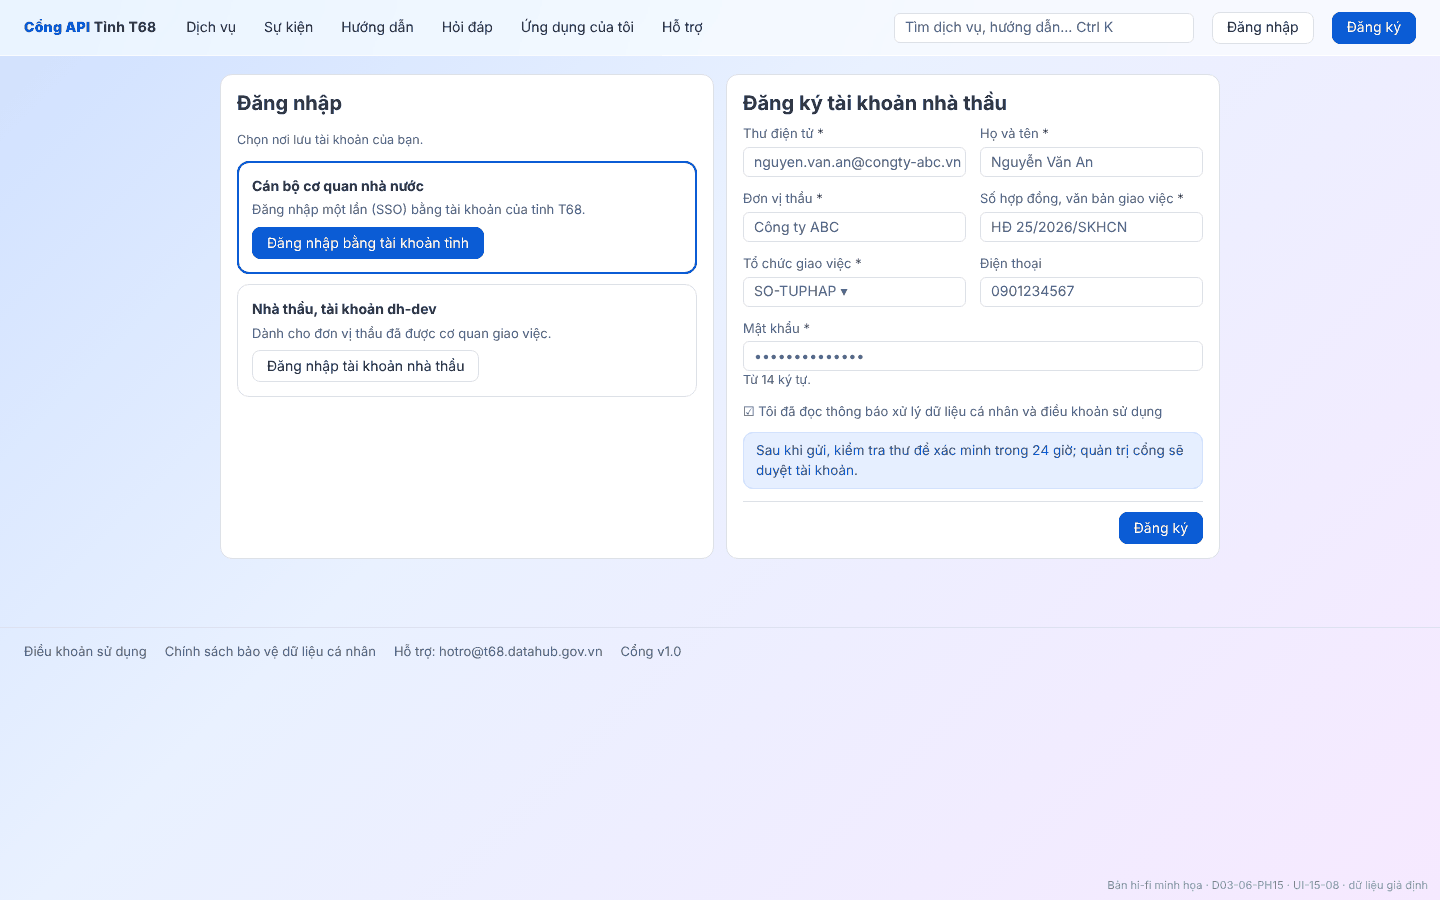 Cổng API Tỉnh T68
Dịch vụ
Sự kiện
Hướng dẫn
Hỏi đáp
Ứng dụng của tôi
Hỗ trợ
Tìm dịch vụ, hướng dẫn... Ctrl K
Đăng nhập
Đăng ký
Đăng nhập
Chọn nơi lưu tài khoản của bạn.
Cán bộ cơ quan nhà nước
Đăng nhập một lần (SSO) bằng tài khoản của tỉnh T68.
Đăng nhập bằng tài khoản tỉnh
Nhà thầu, tài khoản dh-dev
Dành cho đơn vị thầu đã được cơ quan giao việc.
Đăng nhập tài khoản nhà thầu
Đăng ký tài khoản nhà thầu
Thư điện tử *
Họ và tên *
nguyen.van.an@congty-abc.vn
Nguyễn Văn An
Đơn vị thầu *
Số hợp đồng, văn bản giao việc *
Công ty ABC
HĐ 25/2026/SKHCN
Tổ chức giao việc *
Điện thoại
SO-TUPHAP ▾
0901234567
Mật khẩu *
••••••••••••••
Từ 14 ký tự.
☑ Tôi đã đọc thông báo xử lý dữ liệu cá nhân và điều khoản sử dụng
Sau khi gửi, kiểm tra thư để xác minh trong 24 giờ; quản trị cổng sẽ
duyệt tài khoản.
Đăng ký
Điều khoản sử dụng
Chính sách bảo vệ dữ liệu cá nhân
Hỗ trợ: hotro@t68.datahub.gov.vn
Cổng v1.0
Bản hi-fi minh họa · D03-06-PH15 · UI-15-08 · dữ liệu giả định